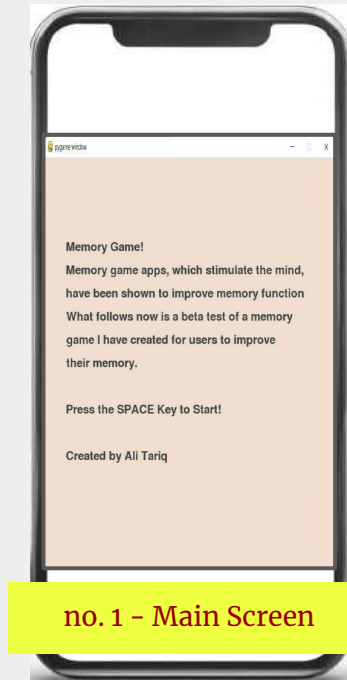 pygame window
Memory Game!
Memory game apps, which stimulate the mind,
have been shown to improve memory function
What follows now is a beta test of a memory
game I have created for users to improve
their memory.
Press the SPACE Key to Start!
Created by Ali Tariq
no. 1 - Main Screen